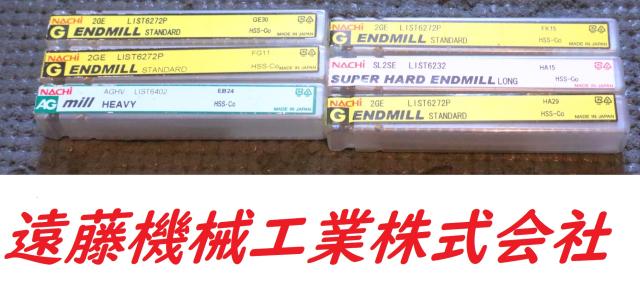 NACHI 2GE LIST6272P GE30
G ENDMILL STANDARD HSS-Co MADE IN JAPAN
NACHI 2GE LIST6272P FG11
G ENDMILL STANDARD HSS-Co MADE IN JAPAN
NACHI AGHV LIST6402 EB24
AG mill HEAVY HSS-Co MADE IN JAPAN
NACHI 2GE LIST6272P FK15
G ENDMILL STANDARD HSS-Co MADE IN JAPAN
NACHI SL2SE LIST6232 HA15
SUPER HARD ENDMILL LONG HSS-Co MADE IN JAPAN
NACHI 2GE LIST6272P HA29
G ENDMILL STANDARD HSS-Co MADE IN JAPAN
遠藤機械工業株式会社